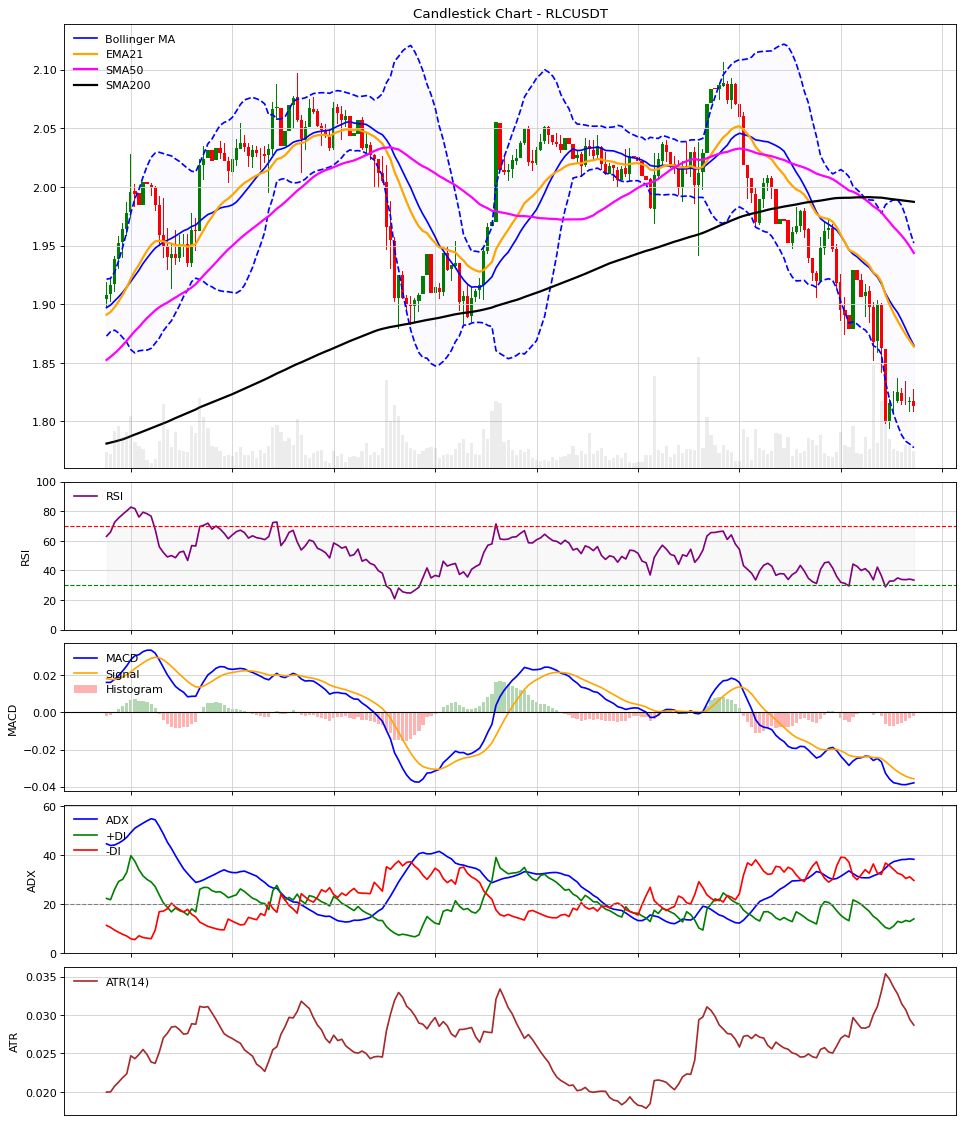 Candlestick Chart - RLCUSDT
Bollinger MA
EMA21
SMA50
SMA200
2.10
2.05
2.00
1.95
1.90
1.85
1.80
RSI
RSI
100
80
60
40
20
0
MACD
Signal
Histogram
MACD
0.02
0.00
−0.02
−0.04
ADX
+DI
-DI
ADX
60
40
20
0
ATR(14)
ATR
0.035
0.030
0.025
0.020